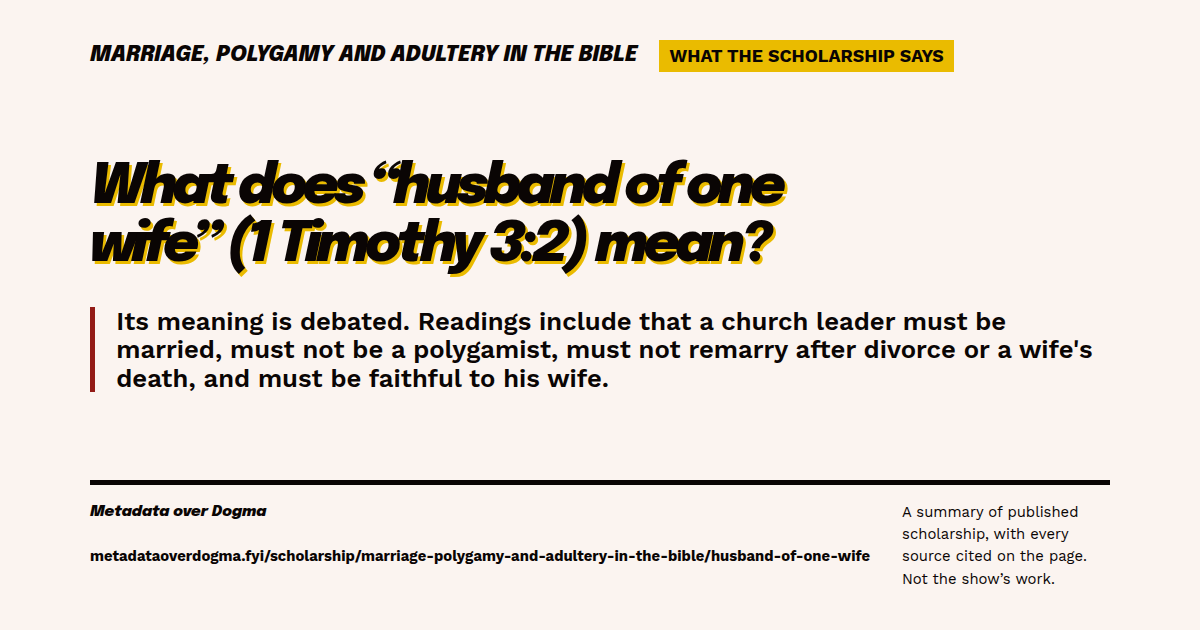 MARRIAGE, POLYGAMY AND ADULTERY IN THE BIBLE
WHAT THE SCHOLARSHIP SAYS
What does “husband of one
wife” (1 Timothy 3:2) mean?
Its meaning is debated. Readings include that a church leader must be
married, must not be a polygamist, must not remarry after divorce or a wife's
death, and must be faithful to his wife.
Metadata over Dogma
metadataoverdogma.fyi/scholarship/marriage-polygamy-and-adultery-in-the-bible/husband-of-one-wife
A summary of published
scholarship, with every
source cited on the page.
Not the show’s work.